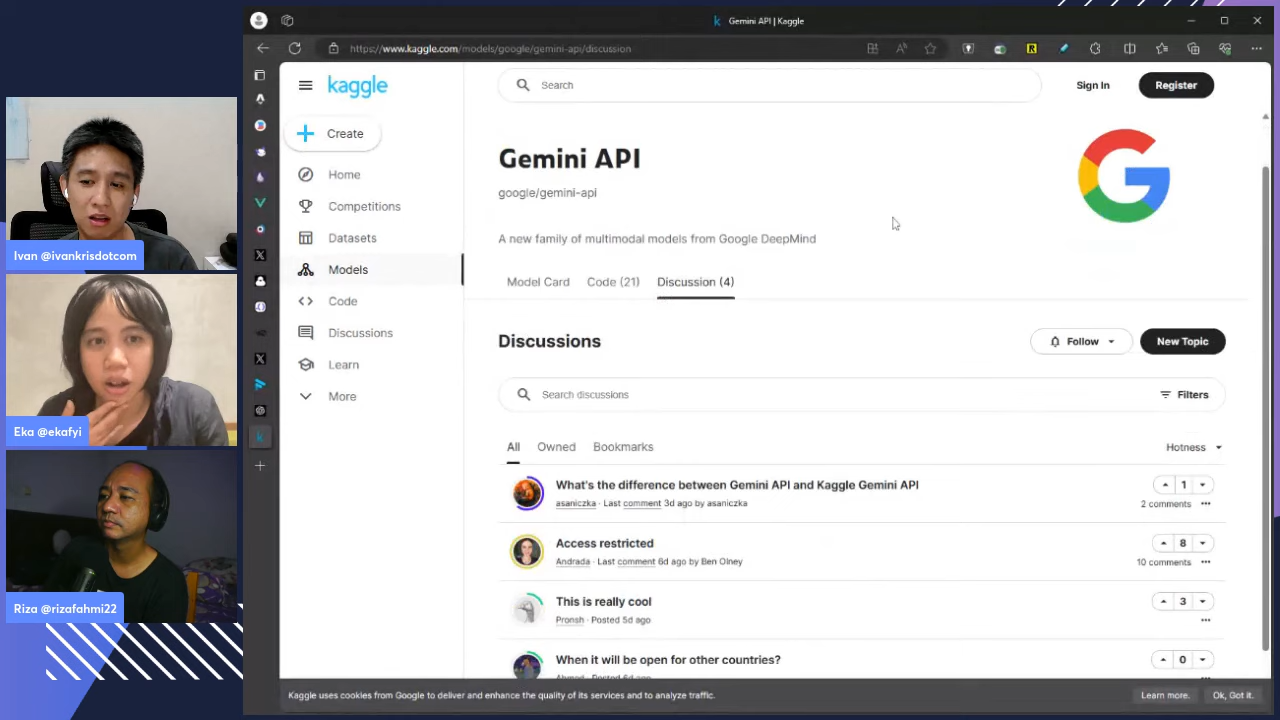 Gemini API | Kaggle
https://www.kaggle.com/models/google/gemini-api/discussion
kaggle
Search
Sign In
Register
Create
Home
Competitions
Datasets
Models
Code
Discussions
Learn
More
Gemini API
google/gemini-api
A new family of multimodal models from Google DeepMind
Model Card
Code (21)
Discussion (4)
Discussions
Follow
New Topic
Search discussions
Filters
All
Owned
Bookmarks
Hotness
What's the difference between Gemini API and Kaggle Gemini API
asaniczka · Last comment 3d ago by asaniczka
1
2 comments
Access restricted
Andrada · Last comment 6d ago by Ben Olney
8
10 comments
This is really cool
Pronsh · Posted 5d ago
3
When it will be open for other countries?
0
Kaggle uses cookies from Google to deliver and enhance the quality of its services and to analyze traffic.
Learn more.
Ok, Got it.
Ivan @ivankrisdotcom
Eka @ekafyi
Riza @rizafahmi22